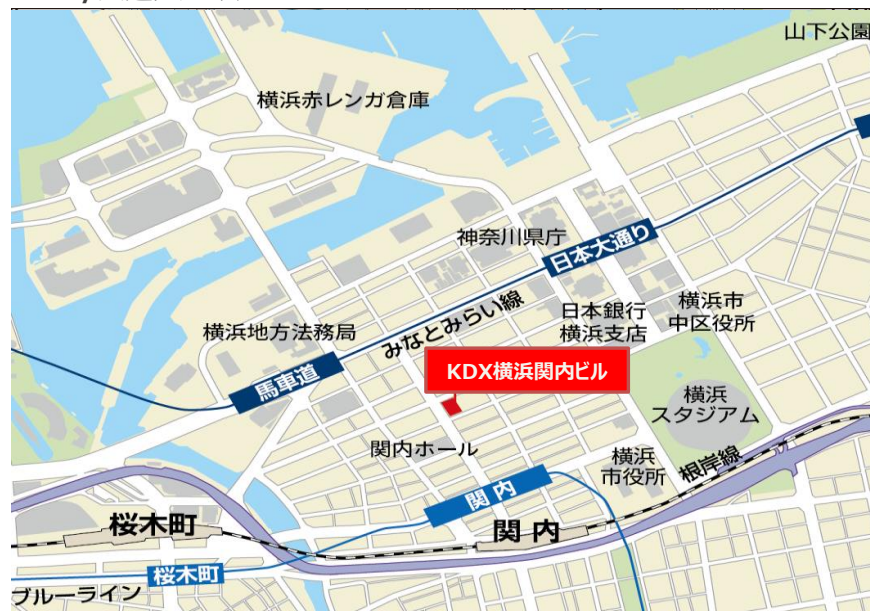 山下公園
横浜赤レンガ倉庫
神奈川県庁
日本大通り
みなとみらい線
日本銀行
横浜支店
横浜市
中区役所
横浜地方法務局
馬車道
KDX横浜関内ビル
横浜
スタジアム
関内ホール
横浜
市役所
根岸線
関内
桜木町
関内
桜木町
ブルーライン